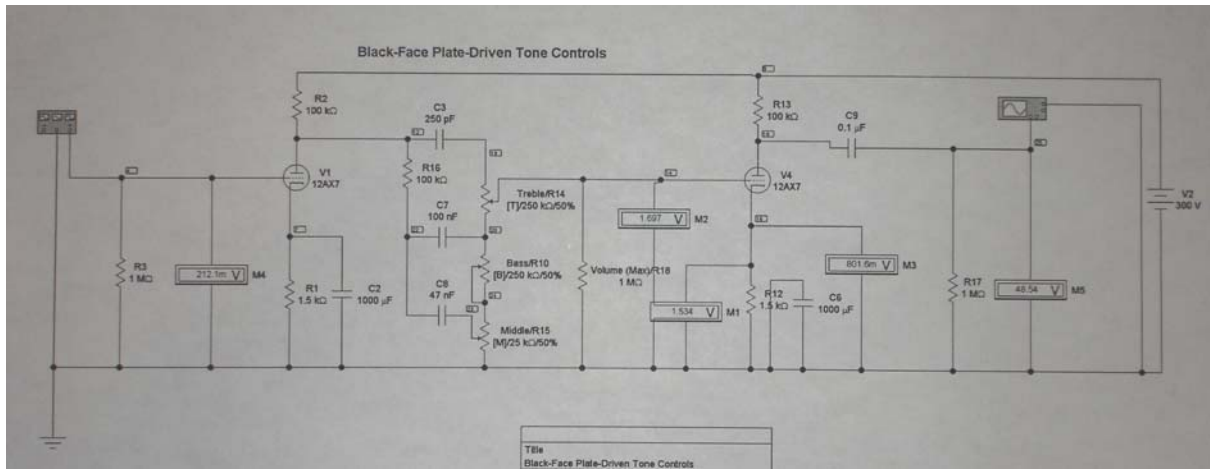 Black-Face Plate-Driven Tone Controls
R2
100 kΩ
C3
250 pF
R13
100 kΩ
C9
0.1 µF
V1
12AX7
R16
100 kΩ
Treble/R14
[T]/250 kΩ/50%
V4
12AX7
V2
300 V
C7
100 nF
1.697 V M2
R3
1 MΩ
212.1m V M4
Bass/R10
[B]/250 kΩ/50%
Volume (Max)/R18
1 MΩ
801.6m V M3
R1
1.5 kΩ
C2
1000 µF
C8
47 nF
1.534 V M1
R12
1.5 kΩ
C6
1000 µF
R17
1 MΩ
48.54 V M5
Middle/R15
[M]/25 kΩ/50%
Title
Black-Face Plate-Driven Tone Controls